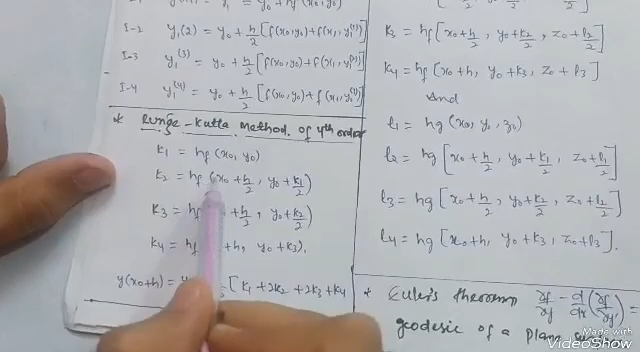 I-2 y₁(2) = y₀ + h/2 [f(x₀,y₀)+f(x₁,y₁⁽¹⁾)]
I-3 y₁⁽³⁾ = y₀ + h/2 [f(x₀,y₀)+f(x₁,y₁⁽²⁾)]
I-4 y₁⁽⁴⁾ = y₀ + h/2 [f(x₀,y₀)+f(x₁,y₁⁽³⁾)]
* Runge-Kutta Method of 4th order
K₁ = hf(x₀,y₀)
K₂ = hf(x₀ + h/2, y₀+K₁/2)
K₃ = hf + h/2, y₀+K₂/2)
K₄ = hf + h, y₀+K₃).
y(x₀+h) = [K₁ + 2K₂ + 2K₃ + K₄
K₃ = hf[x₀+h/2, y₀+K₂/2, z₀+l₂/2]
K₄ = hf[x₀+h, y₀+K₃, z₀ + l₃]
And
l₁ = hg(x₀, y₀, z₀)
l₂ = hg[x₀+h/2, y₀+K₁/2, z₀+l₁/2]
l₃ = hg[x₀+h/2, y₀+K₂/2, z₀+l₂/2]
l₄ = hg[x₀+h, y₀+K₃, z₀+l₃].
* Euler's theorem ∂f/∂y - d/dx(∂f/∂y') =
geodesic of a plane
Made With
VideoShow